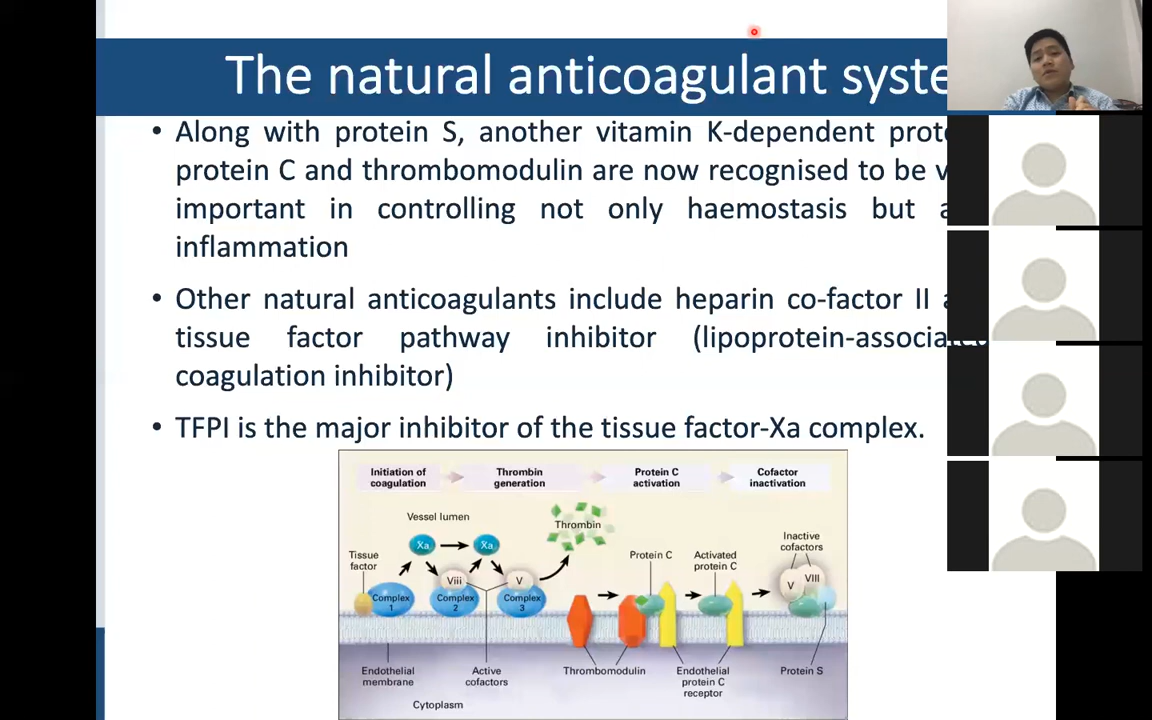 The natural anticoagulant syste
• Along with protein S, another vitamin K-dependent prote
protein C and thrombomodulin are now recognised to be v
important in controlling not only haemostasis but a
inflammation
• Other natural anticoagulants include heparin co-factor II a
tissue factor pathway inhibitor (lipoprotein-associated
coagulation inhibitor)
• TFPI is the major inhibitor of the tissue factor-Xa complex.
Initiation of coagulation
Thrombin generation
Protein C activation
Cofactor inactivation
Vessel lumen
Thrombin
Tissue factor
Xa
Xa
Protein C
Activated protein C
Inactive cofactors
Complex 1
Viii
Complex 2
V
Complex 3
V
VIII
Endothelial membrane
Active cofactors
Thrombomodulin
Endothelial protein C receptor
Protein S
Cytoplasm